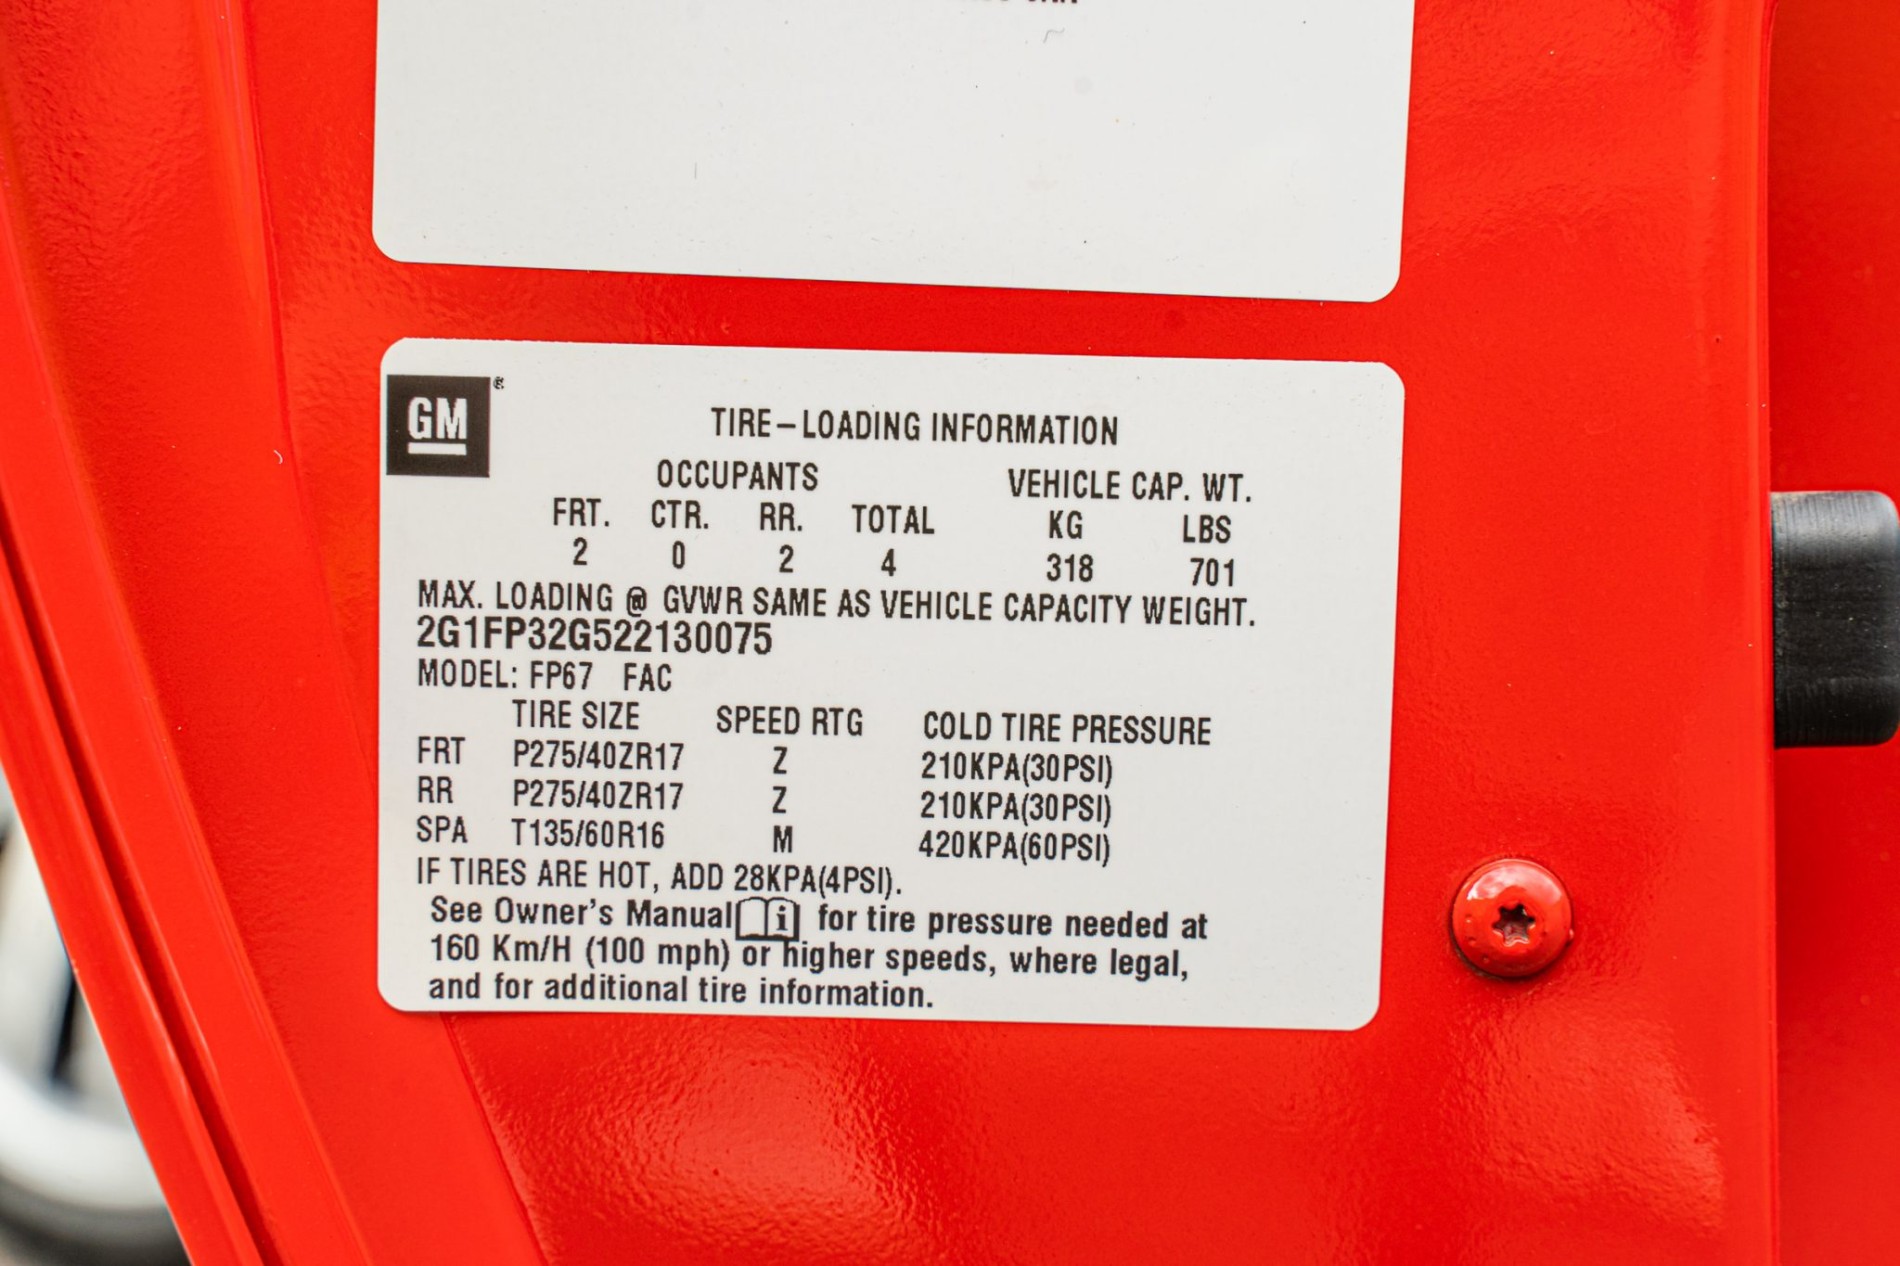 GM ®
TIRE–LOADING INFORMATION
OCCUPANTS VEHICLE CAP. WT.
FRT. CTR. RR. TOTAL KG LBS
2 0 2 4 318 701
MAX. LOADING @ GVWR SAME AS VEHICLE CAPACITY WEIGHT.
2G1FP32G522130075
MODEL: FP67 FAC
TIRE SIZE SPEED RTG COLD TIRE PRESSURE
FRT P275/40ZR17 Z 210KPA(30PSI)
RR P275/40ZR17 Z 210KPA(30PSI)
SPA T135/60R16 M 420KPA(60PSI)
IF TIRES ARE HOT, ADD 28KPA(4PSI).
See Owner's Manual i for tire pressure needed at
160 Km/H (100 mph) or higher speeds, where legal,
and for additional tire information.